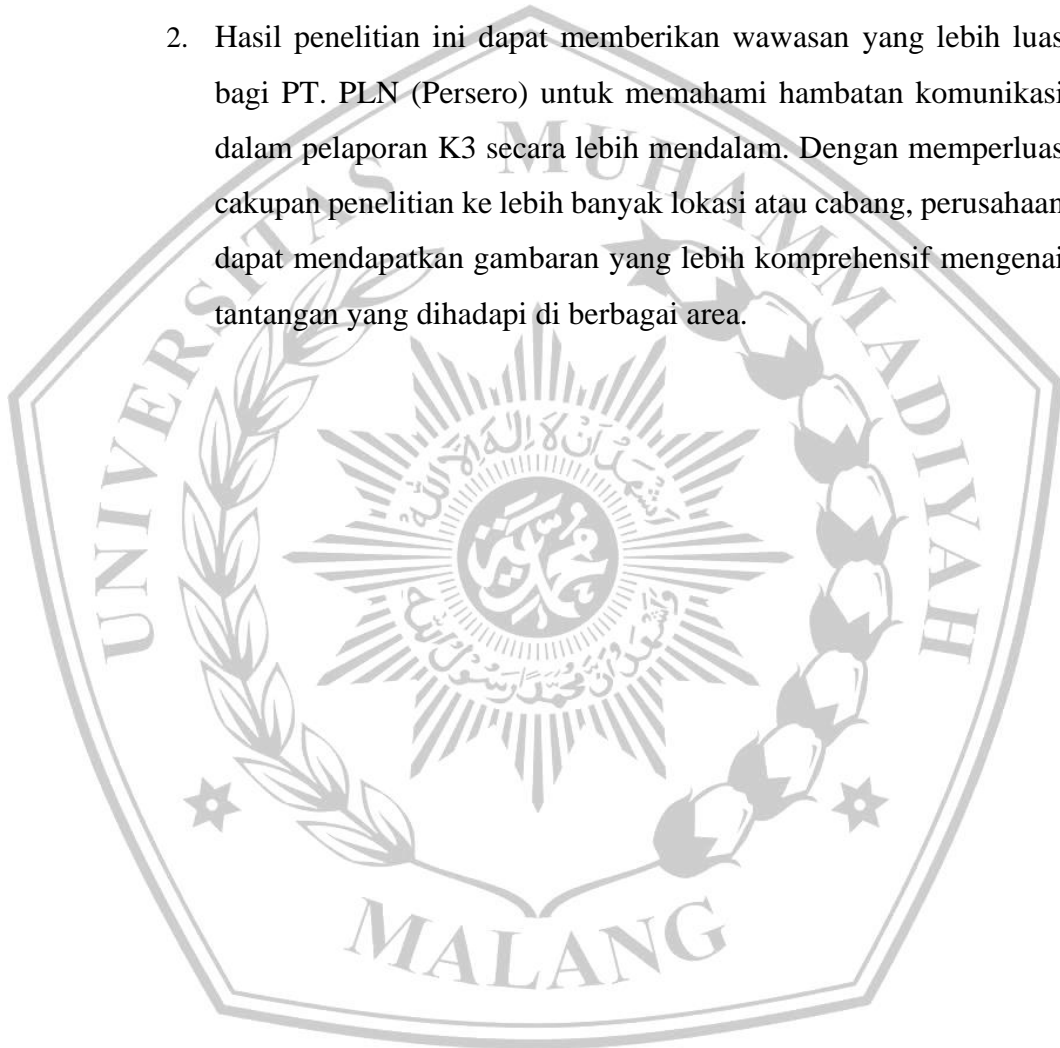 2. Hasil penelitian ini dapat memberikan wawasan yang lebih luas
bagi PT. PLN (Persero) untuk memahami hambatan komunikasi
dalam pelaporan K3 secara lebih mendalam. Dengan memperluas
cakupan penelitian ke lebih banyak lokasi atau cabang, perusahaan
dapat mendapatkan gambaran yang lebih komprehensif mengenai
tantangan yang dihadapi di berbagai area.
UNIVERSITAS MUHAMMADIYAH
MALANG